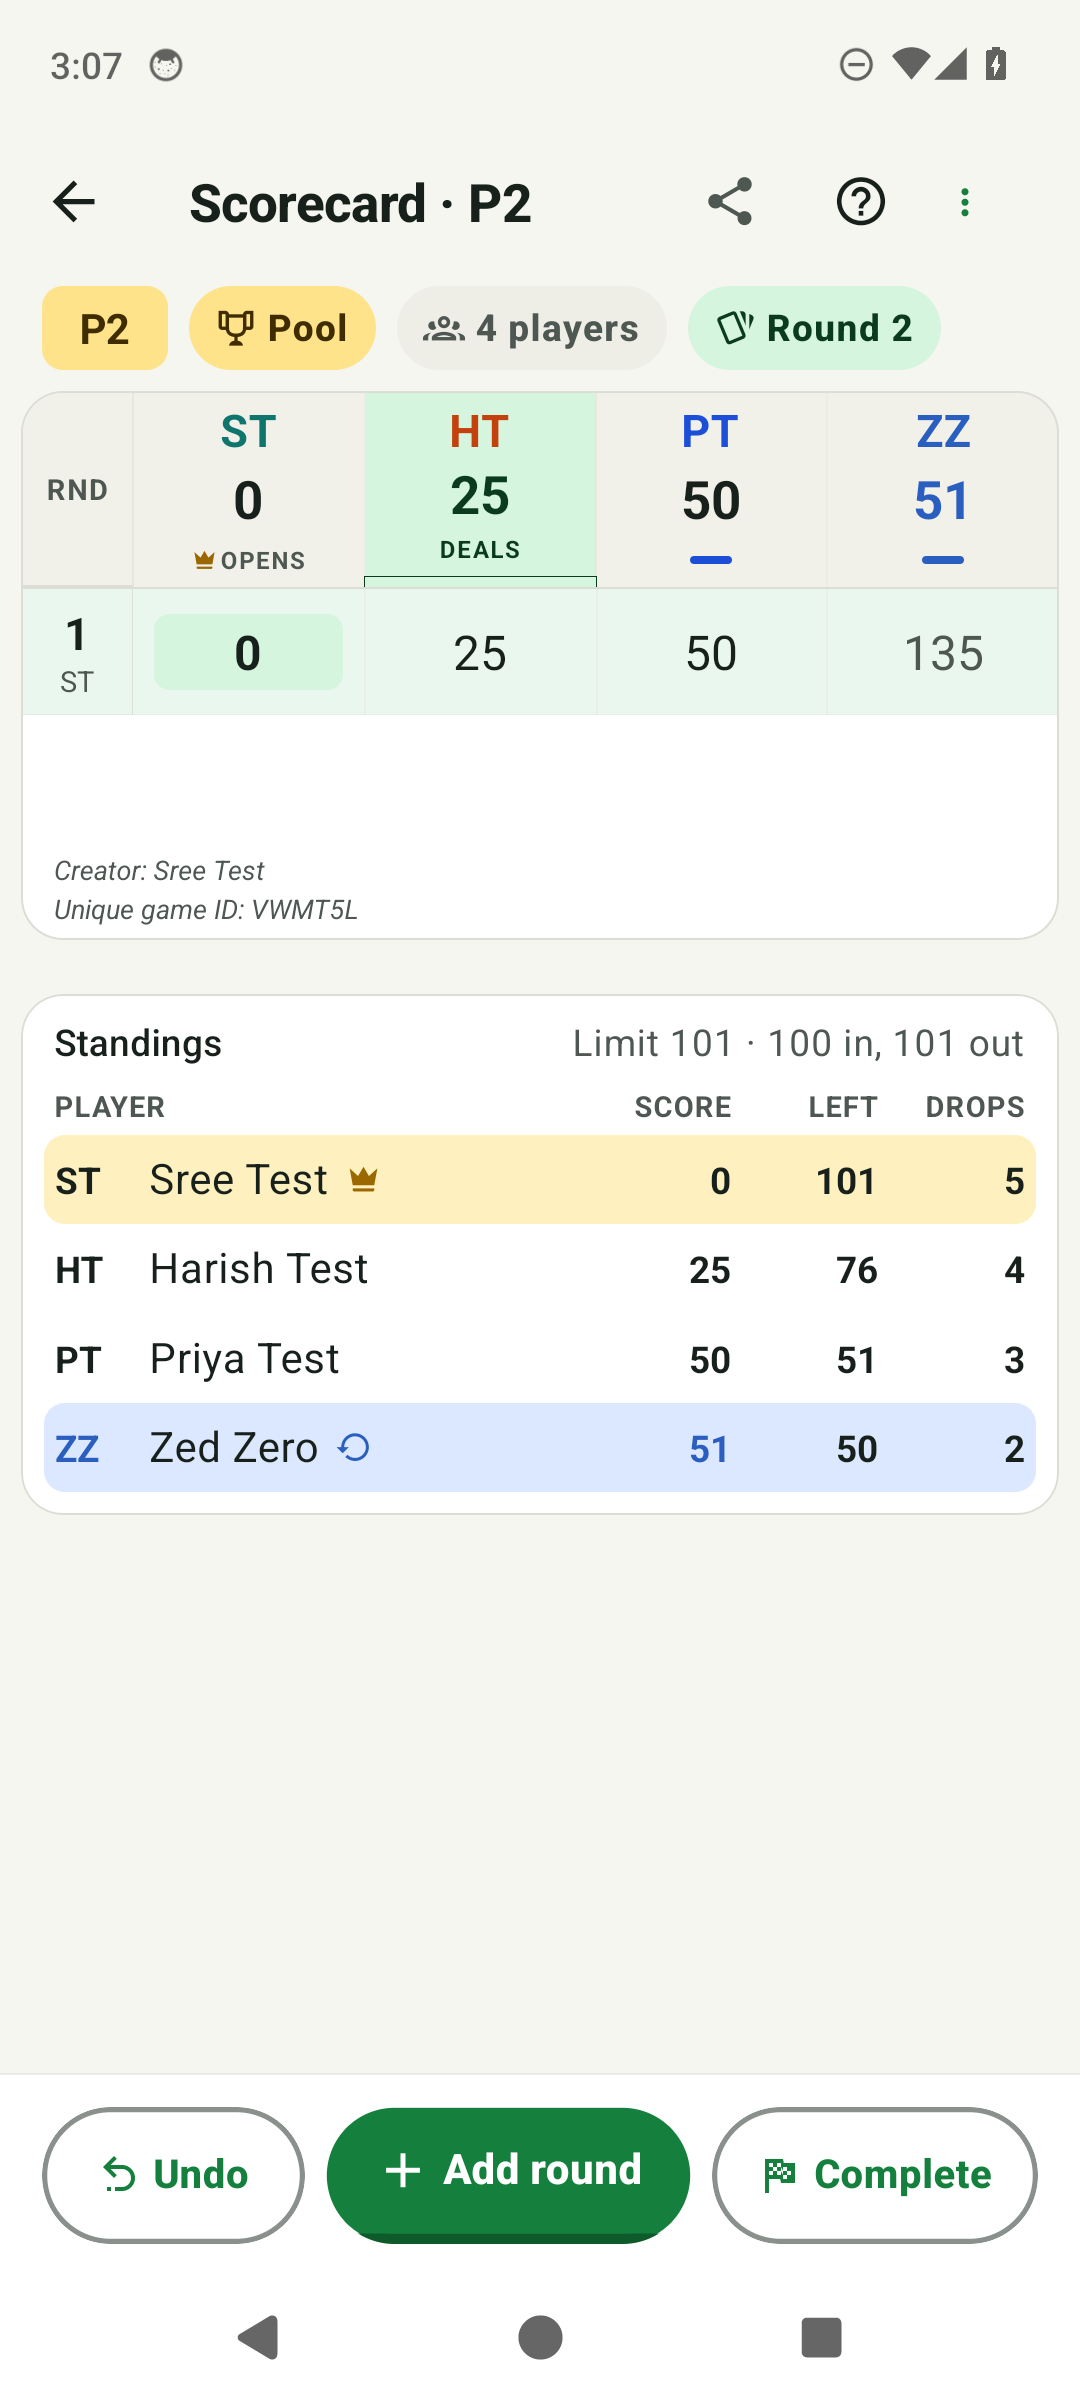 3:07
Scorecard · P2
P2 Pool 4 players Round 2
RND ST HT PT ZZ
0 25 50 51
OPENS DEALS
1 0 25 50 135
ST
Creator: Sree Test
Unique game ID: VWMT5L
Standings Limit 101 · 100 in, 101 out
PLAYER SCORE LEFT DROPS
ST Sree Test 0 101 5
HT Harish Test 25 76 4
PT Priya Test 50 51 3
ZZ Zed Zero 51 50 2
Undo Add round Complete